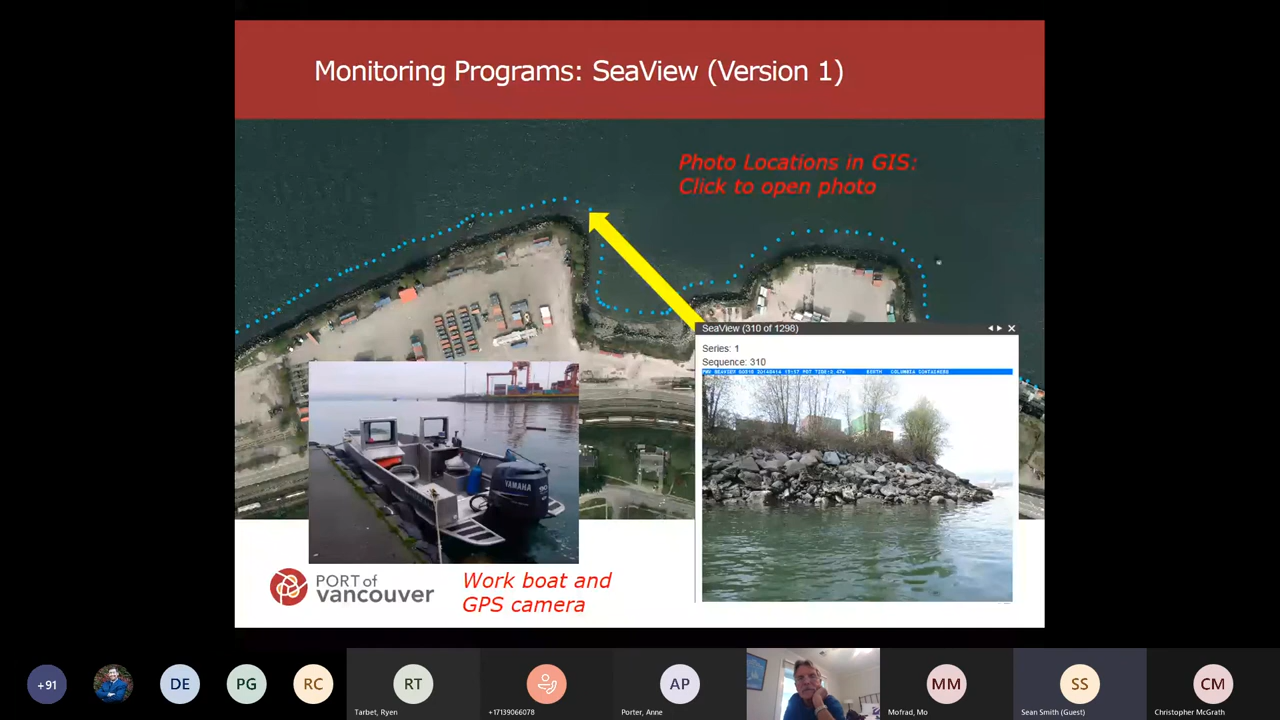 Monitoring Programs: SeaView (Version 1)
Photo Locations in GIS:
Click to open photo
SeaView (310 of 1298)
Series: 1
Sequence: 310
YAMAHA
PORT of
vancouver
Work boat and
GPS camera
+91
DE
PG
RC
RT
AP
MM
SS
CM
Tarbet, Ryen
+17139066078
Porter, Anne
Mofrad, Mo
Sean Smith (Guest)
Christopher McGrath